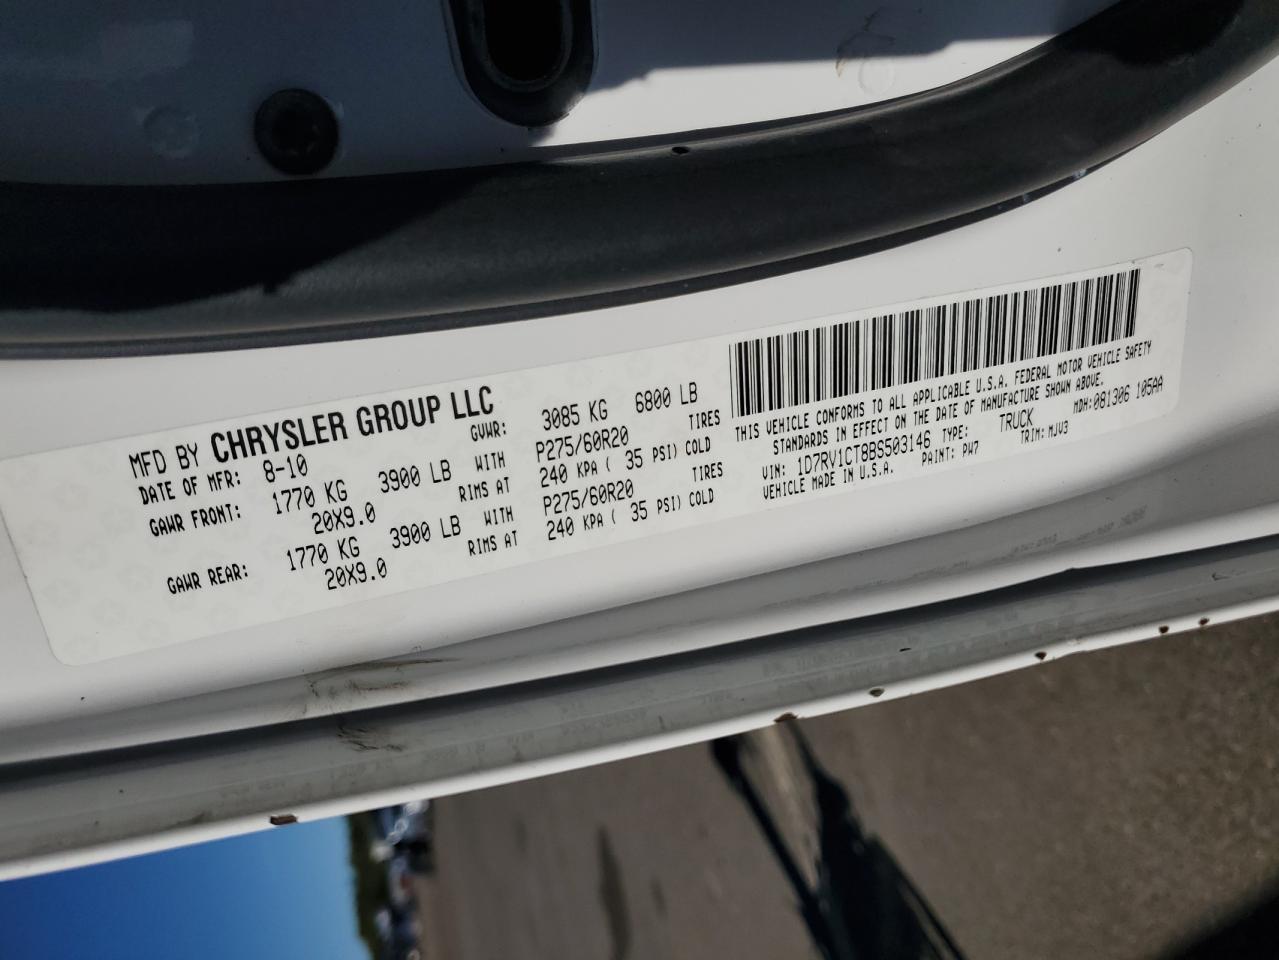 MFD BY CHRYSLER GROUP LLC
DATE OF MFR: 8-10 GVWR: 3085 KG 6800 LB
GAWR FRONT: 1770 KG 3900 LB WITH P275/60R20 TIRES
20X9.0 RIMS AT 240 KPA ( 35 PSI) COLD
GAWR REAR: 1770 KG 3900 LB WITH P275/60R20 TIRES
20X9.0 RIMS AT 240 KPA ( 35 PSI) COLD
THIS VEHICLE CONFORMS TO ALL APPLICABLE U.S.A. FEDERAL MOTOR VEHICLE SAFETY
STANDARDS IN EFFECT ON THE DATE OF MANUFACTURE SHOWN ABOVE.
VIN: 1D7RV1CT8BS503146 TYPE: TRUCK MDH:081306 105AA
VEHICLE MADE IN U.S.A. PAINT: PW7 TRIM: MJV3